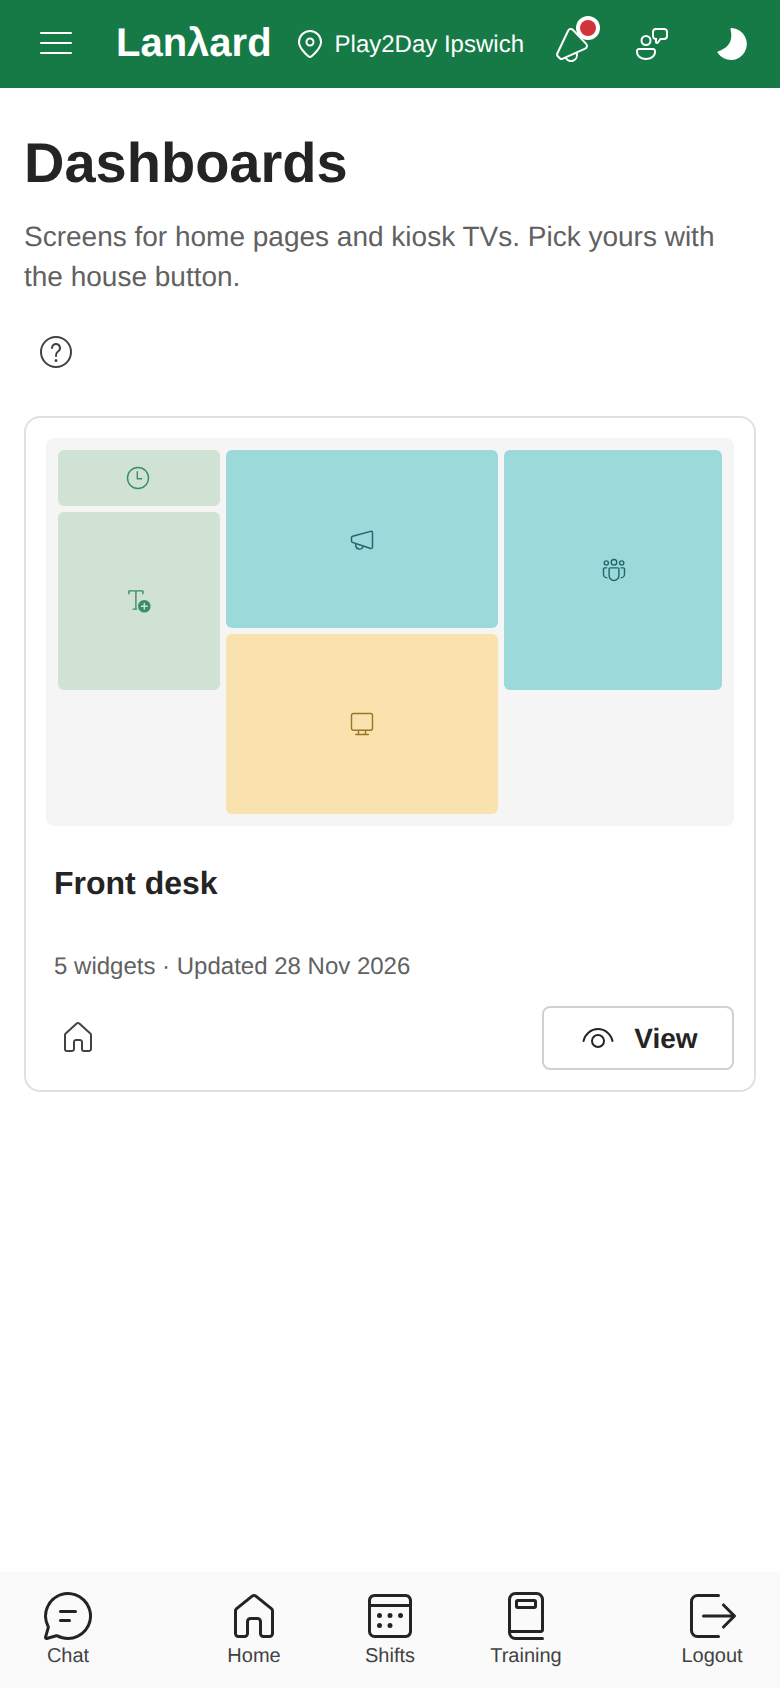 Lanλard
Play2Day Ipswich
Dashboards
Screens for home pages and kiosk TVs. Pick yours with
the house button.
Front desk
5 widgets · Updated 28 Nov 2026
View
Chat
Home
Shifts
Training
Logout